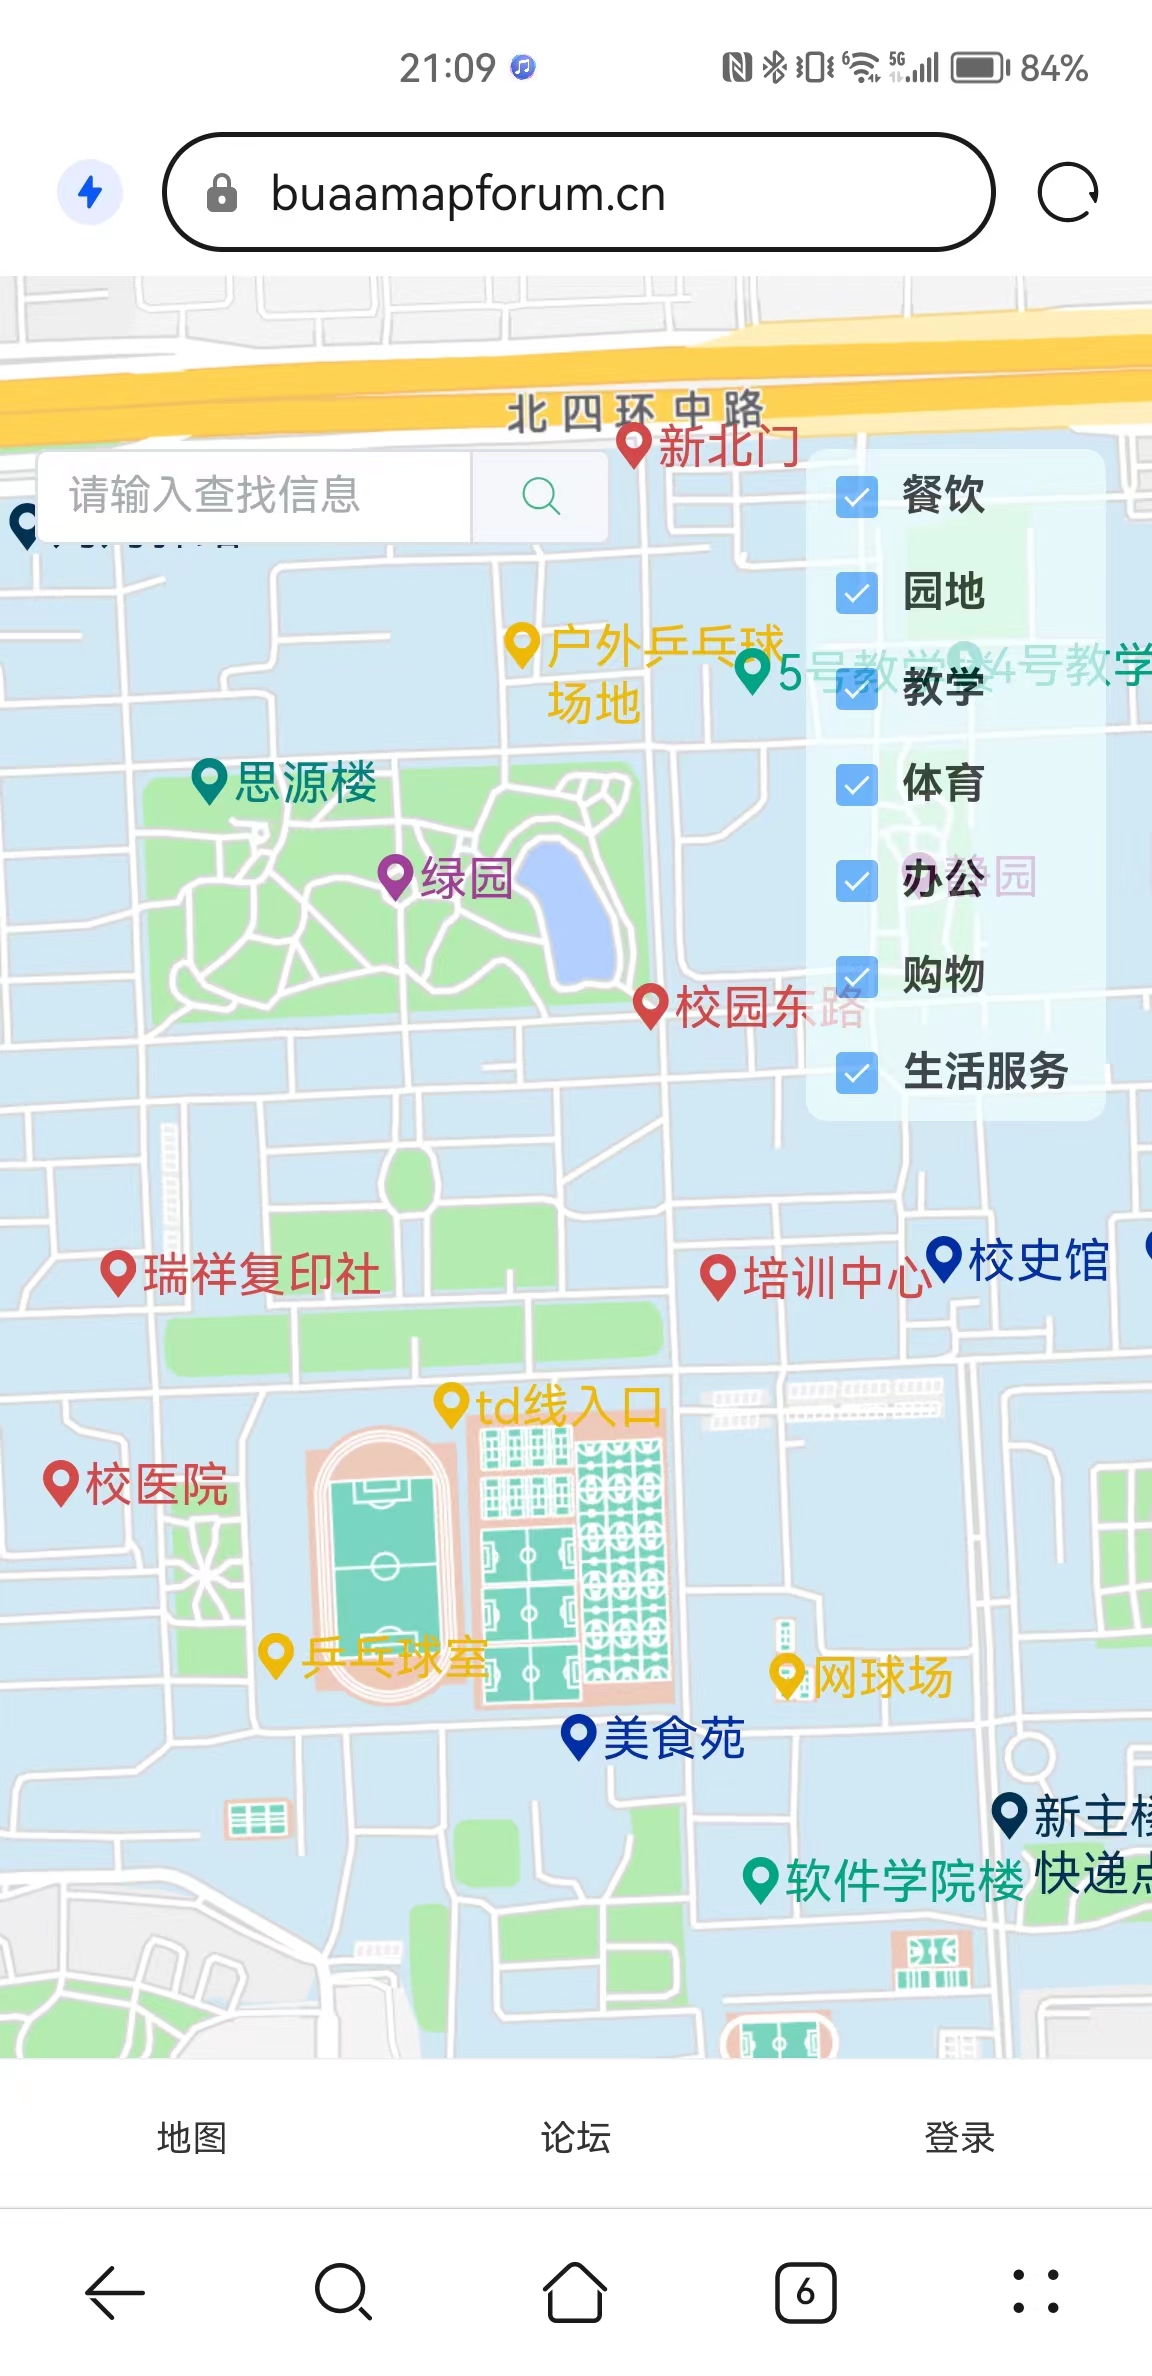 21:09
6
5G
84%
buaamapforum.cn
北四环中路
新北门
请输入查找信息
餐饮
园地
户外乒乓球
场地
5号教学楼
4号教学
教学
思源楼
体育
绿园
办公
静园
购物
校园东路
生活服务
瑞祥复印社
培训中心
校史馆
td线入口
校医院
乒乓球室
网球场
美食苑
新主楼
快递点
软件学院楼
地图
论坛
登录
6